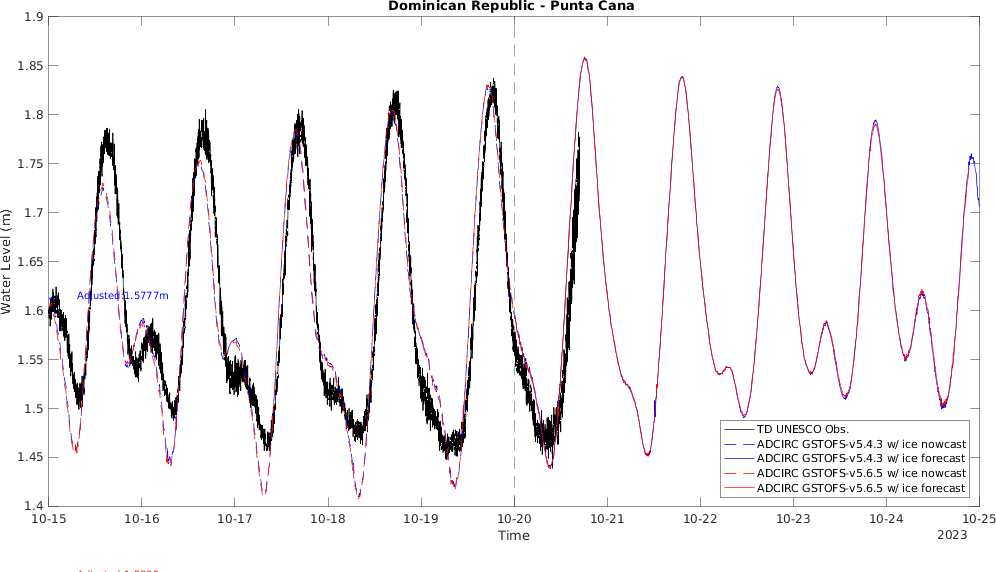 Dominican Republic - Punta Cana
1.9
1.85
1.8
1.75
1.7
1.65
1.6
1.55
1.5
1.45
1.4
Water Level (m)
Adjusted:1.5777m
TD UNESCO Obs.
ADCIRC GSTOFS-v5.4.3 w/ ice nowcast
ADCIRC GSTOFS-v5.4.3 w/ ice forecast
ADCIRC GSTOFS-v5.6.5 w/ ice nowcast
ADCIRC GSTOFS-v5.6.5 w/ ice forecast
10-15 10-16 10-17 10-18 10-19 10-20 10-21 10-22 10-23 10-24 10-25
Time
2023